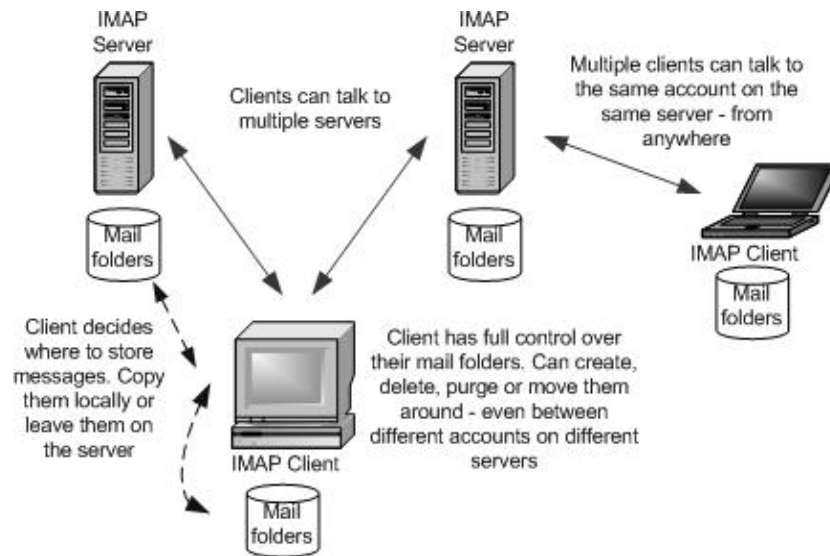 IMAP
Server
IMAP
Server
Clients can talk to
multiple servers
Multiple clients can talk to
the same account on the
same server - from
anywhere
Mail
folders
Mail
folders
IMAP Client
Mail
folders
Client decides
where to store
messages. Copy
them locally or
leave them on
the server
Client has full control over
their mail folders. Can create,
delete, purge or move them
around - even between
different accounts on different
servers
IMAP Client
Mail
folders